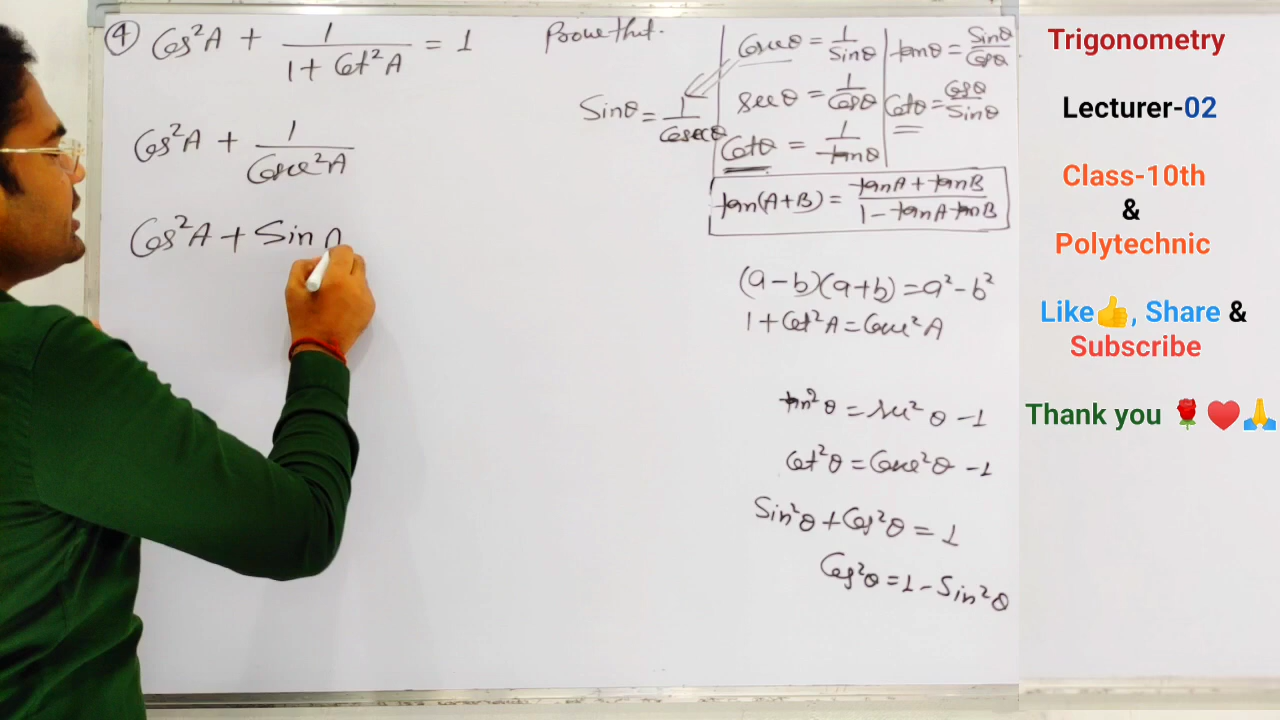 ④ Cos²A + 1/(1 + Cot²A) = 1
Prove that.
Cos²A + 1/Cosec²A
Cos²A + Sin A
Sinθ = 1/Cosecθ
Cosecθ = 1/Sinθ
secθ = 1/Cosθ
Cotθ = 1/tanθ
tanθ = Sinθ/Cosθ
Cotθ = Cosθ/Sinθ
tan(A+B) = (tanA + tanB)/(1 - tanA tanB)
(a-b)(a+b) = a² - b²
1 + Cot²A = Cosec²A
tan²θ = sec²θ - 1
Cot²θ = Cosec²θ - 1
Sin²θ + Cos²θ = 1
Cos²θ = 1 - Sin²θ
Trigonometry
Lecturer-02
Class-10th
&
Polytechnic
Like👍, Share &
Subscribe
Thank you 🌹❤️🙏